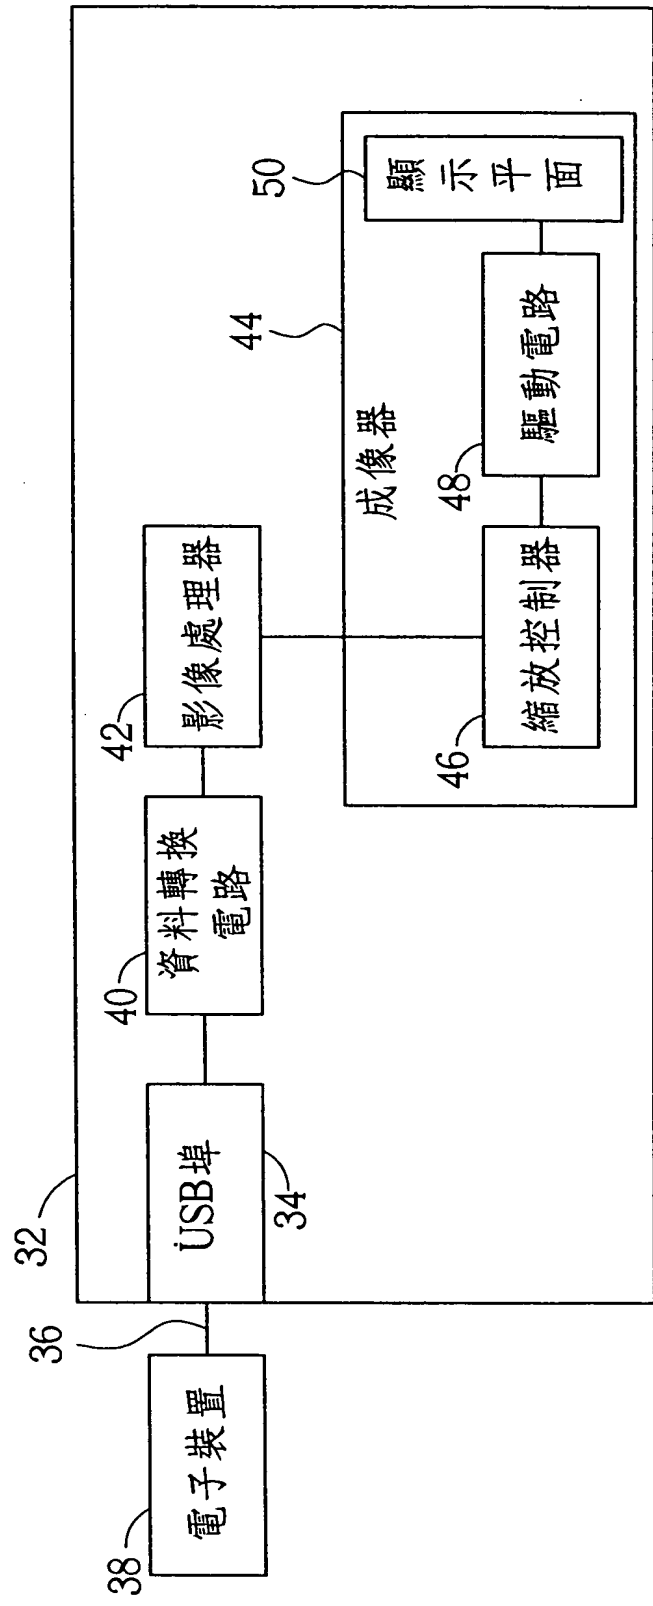 32
38
電子裝置
36
USB埠
34
40
資料轉換
電路
42
影像處理器
44
成像器
46
縮放控制器
48
驅動電路
50
顯示平面